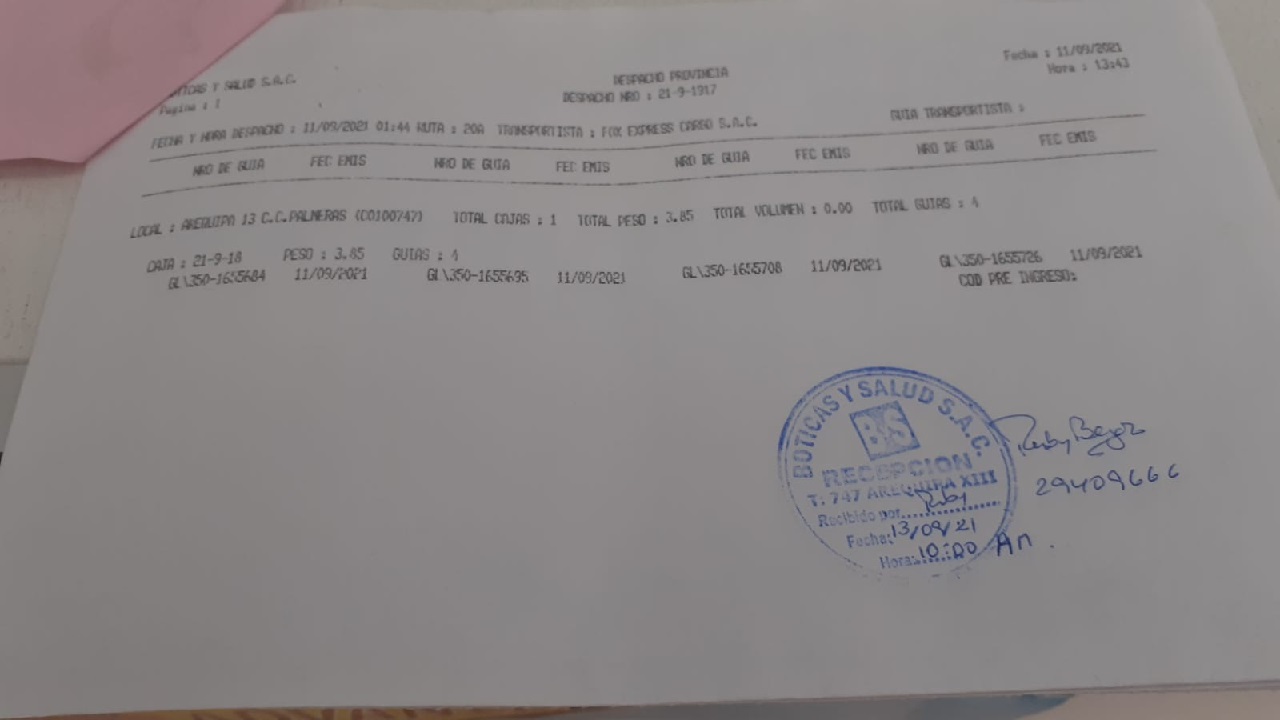 BOTICAS Y SALUD S.A.C.
Pagina : 1
DESPACHO PROVINCIA
DESPACHO NRO : 21-9-1917
Fecha : 11/09/2021
Hora : 13:43
FECHA Y HORA DESPACHO : 11/09/2021 01:44 RUTA : 20A TRANSPORTISTA : FOX EXPRESS CARGO S.A.C. GUIA TRANSPORTISTA :
NRO DE GUIA FEC EMIS NRO DE GUIA FEC EMIS NRO DE GUIA FEC EMIS NRO DE GUIA FEC EMIS
LOCAL : AREQUIPA 13 C.C.PALMERAS (CO100747) TOTAL CAJAS : 1 TOTAL PESO : 3.85 TOTAL VOLUMEN : 0.00 TOTAL GUIAS : 4
CAJA : 21-9-18 PESO : 3.85 GUIAS : 4
GL\350-1655684 11/09/2021 GL\350-1655695 11/09/2021 GL\350-1655708 11/09/2021 GL\350-1655726 11/09/2021
COD PRE INGRESO:
BOTICAS Y SALUD S.A.C.
B/S
RECEPCION
T: 747 AREQUIPA XIII
Recibido por Ruby
Fecha: 13/09/21
Hora: 10:00 AM.
Ruby
29409666